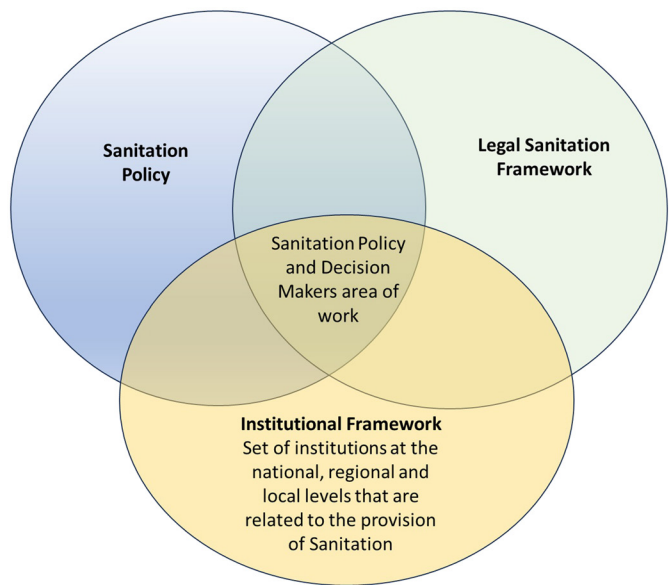 Sanitation
Policy
Legal Sanitation
Framework
Sanitation Policy
and Decision
Makers area of
work
Institutional Framework
Set of institutions at the
national, regional and
local levels that are
related to the provision
of Sanitation